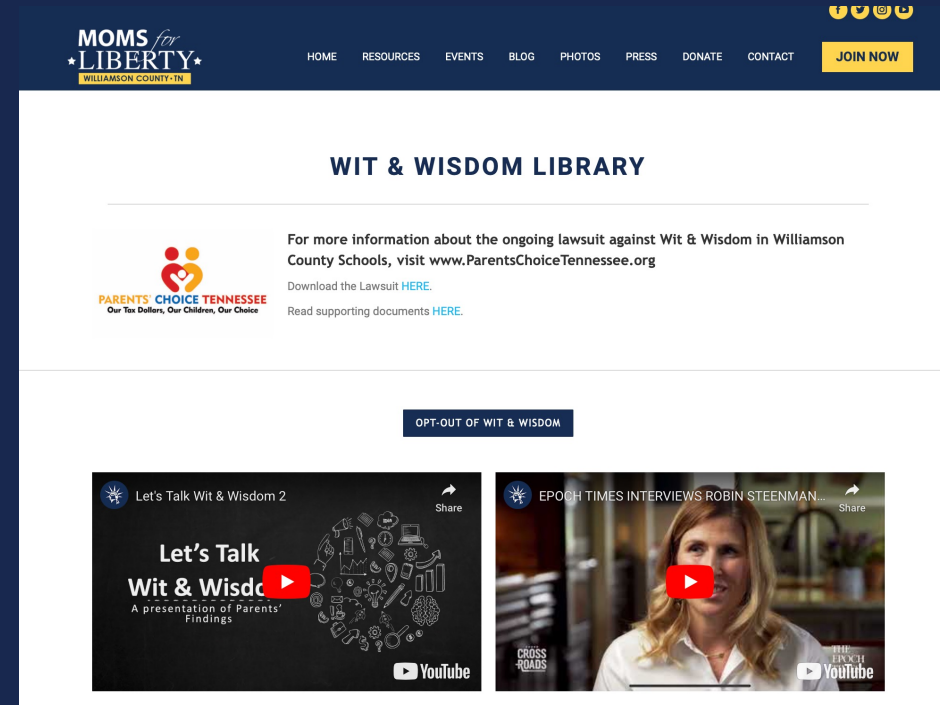 MOMS for
LIBERTY
WILLIAMSON COUNTY•TN
HOME RESOURCES EVENTS BLOG PHOTOS PRESS DONATE CONTACT JOIN NOW
WIT & WISDOM LIBRARY
For more information about the ongoing lawsuit against Wit & Wisdom in Williamson
County Schools, visit www.ParentsChoiceTennessee.org
Download the Lawsuit HERE.
Read supporting documents HERE.
PARENTS' CHOICE TENNESSEE
Our Tax Dollars, Our Children, Our Choice
OPT-OUT OF WIT & WISDOM
Let's Talk Wit & Wisdom 2
Share
Let's Talk
Wit & Wisdo
A presentation of Parents'
Findings
YouTube
EPOCH TIMES INTERVIEWS ROBIN STEENMAN...
Share
CROSS
ROADS
THE
EPOCH
YouTube